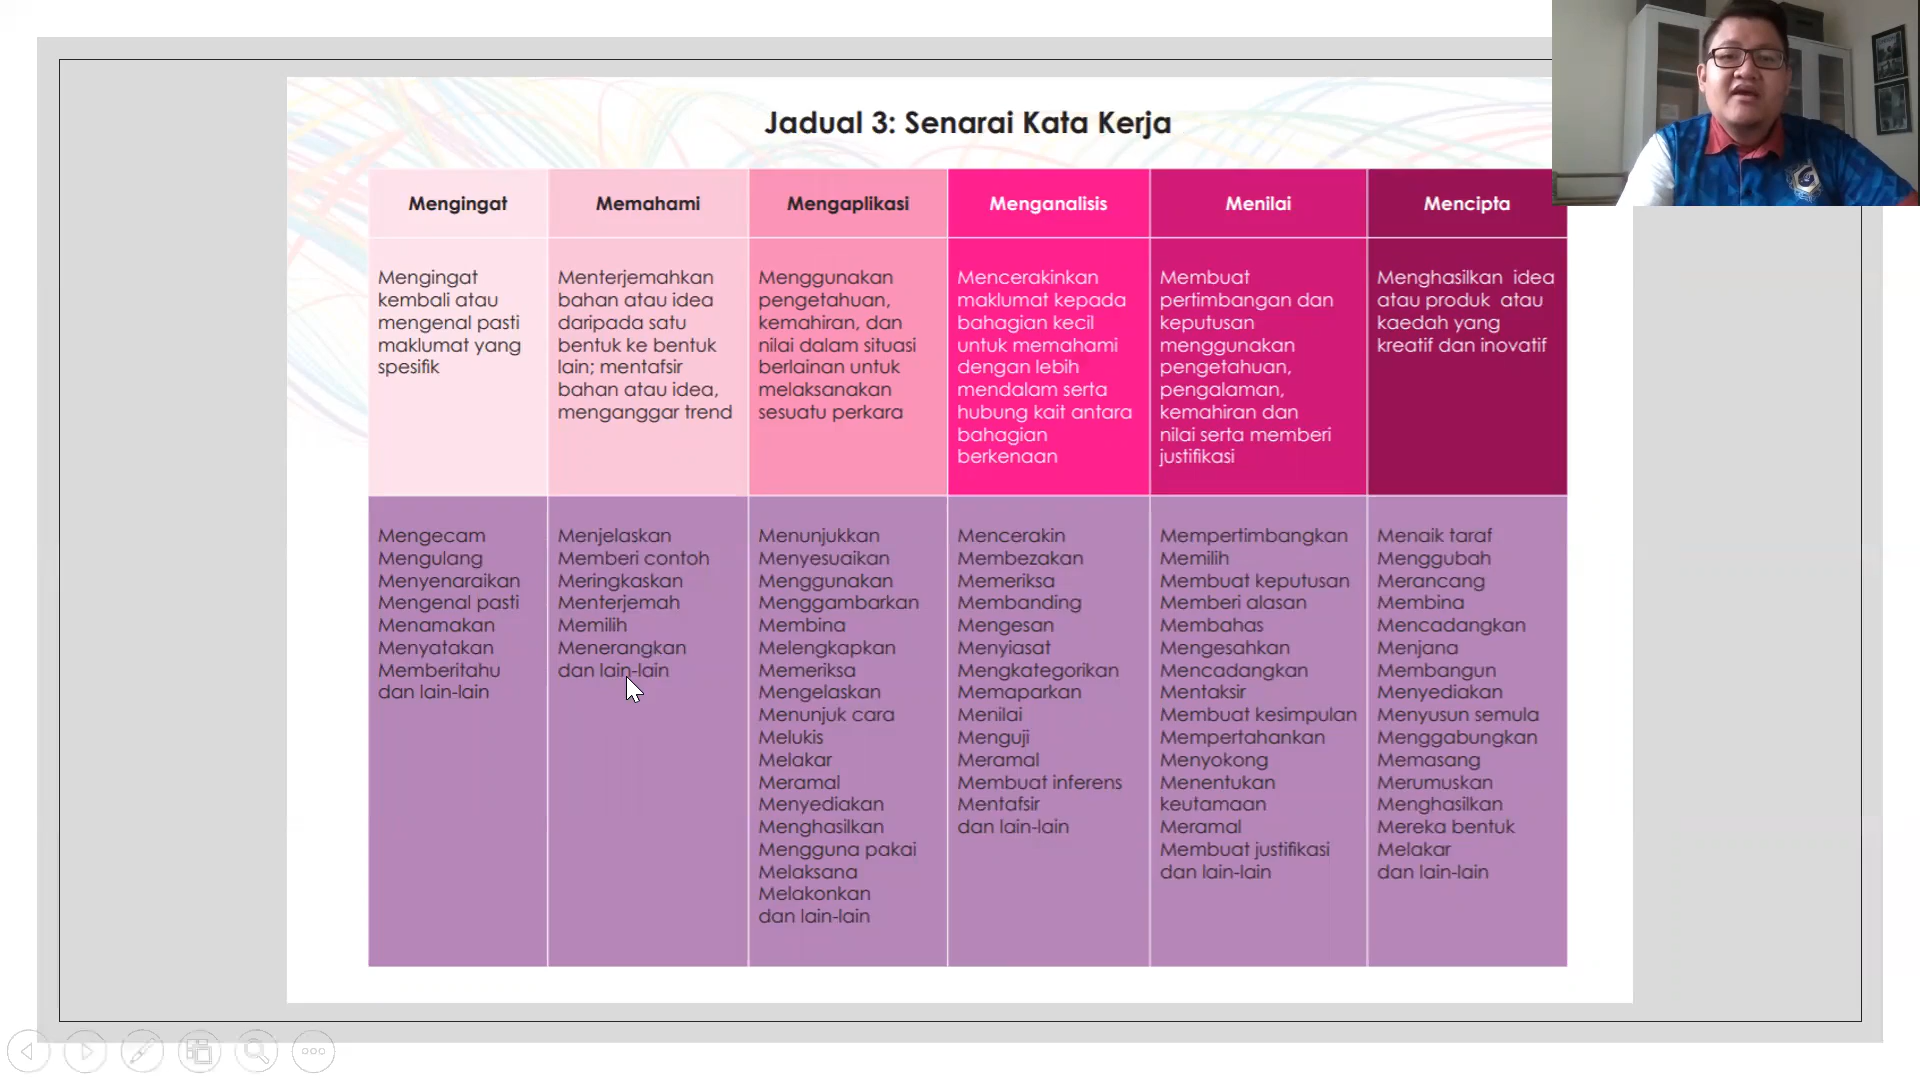 Jadual 3: Senarai Kata Kerja
Mengingat
Memahami
Mengaplikasi
Menganalisis
Menilai
Mencipta
Mengingat
kembali atau
mengenal pasti
maklumat yang
spesifik
Menterjemahkan
bahan atau idea
daripada satu
bentuk ke bentuk
lain; mentafsir
bahan atau idea,
menganggar trend
Menggunakan
pengetahuan,
kemahiran, dan
nilai dalam situasi
berlainan untuk
melaksanakan
sesuatu perkara
Mencerakinkan
maklumat kepada
bahagian kecil
untuk memahami
dengan lebih
mendalam serta
hubung kait antara
bahagian
berkenaan
Membuat
pertimbangan dan
keputusan
menggunakan
pengetahuan,
pengalaman,
kemahiran dan
nilai serta memberi
justifikasi
Menghasilkan idea
atau produk atau
kaedah yang
kreatif dan inovatif
Mengecam
Mengulang
Menyenaraikan
Mengenal pasti
Menamakan
Menyatakan
Memberitahu
dan lain-lain
Menjelaskan
Memberi contoh
Meringkaskan
Menterjemah
Memilih
Menerangkan
dan lain-lain
Menunjukkan
Menyesuaikan
Menggunakan
Menggambarkan
Membina
Melengkapkan
Memeriksa
Mengelaskan
Menunjuk cara
Melukis
Melakar
Meramal
Menyediakan
Menghasilkan
Mengguna pakai
Melaksana
Melakonkan
dan lain-lain
Mencerakin
Membezakan
Memeriksa
Membanding
Mengesan
Menyiasat
Mengkategorikan
Memaparkan
Menilai
Menguji
Meramal
Membuat inferens
Mentafsir
dan lain-lain
Mempertimbangkan
Memilih
Membuat keputusan
Memberi alasan
Membahas
Mengesahkan
Mencadangkan
Mentaksir
Membuat kesimpulan
Mempertahankan
Menyokong
Menentukan
keutamaan
Meramal
Membuat justifikasi
dan lain-lain
Menaik taraf
Menggubah
Merancang
Membina
Mencadangkan
Menjana
Membangun
Menyediakan
Menyusun semula
Menggabungkan
Memasang
Merumuskan
Menghasilkan
Mereka bentuk
Melakar
dan lain-lain